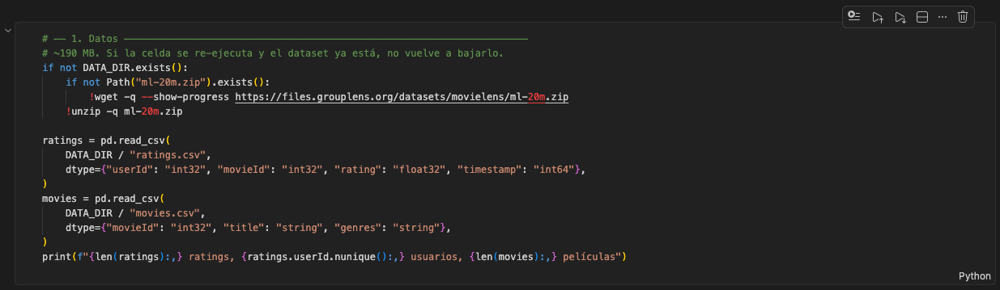 # —— 1. Datos ——————————————————————————————————
# ~190 MB. Si la celda se re-ejecuta y el dataset ya está, no vuelve a bajarlo.
if not DATA_DIR.exists():
    if not Path("ml-20m.zip").exists():
        !wget -q --show-progress https://files.grouplens.org/datasets/movielens/ml-20m.zip
    !unzip -q ml-20m.zip

ratings = pd.read_csv(
    DATA_DIR / "ratings.csv",
    dtype={"userId": "int32", "movieId": "int32", "rating": "float32", "timestamp": "int64"},
)
movies = pd.read_csv(
    DATA_DIR / "movies.csv",
    dtype={"movieId": "int32", "title": "string", "genres": "string"},
)
print(f"{len(ratings):,} ratings, {ratings.userId.nunique():,} usuarios, {len(movies):,} películas")
Python